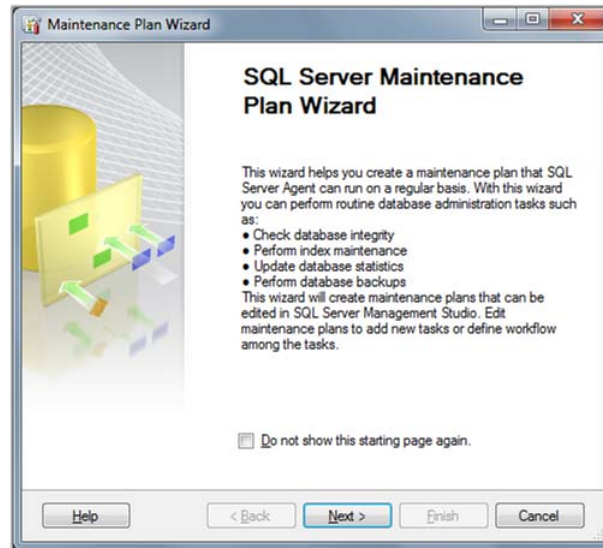 Maintenance Plan Wizard
SQL Server Maintenance
Plan Wizard
This wizard helps you create a maintenance plan that SQL
Server Agent can run on a regular basis. With this wizard
you can perform routine database administration tasks such
as:
● Check database integrity
● Perform index maintenance
● Update database statistics
● Perform database backups
This wizard will create maintenance plans that can be
edited in SQL Server Management Studio. Edit
maintenance plans to add new tasks or define workflow
among the tasks.
Do not show this starting page again.
Help
< Back
Next >
Finish
Cancel